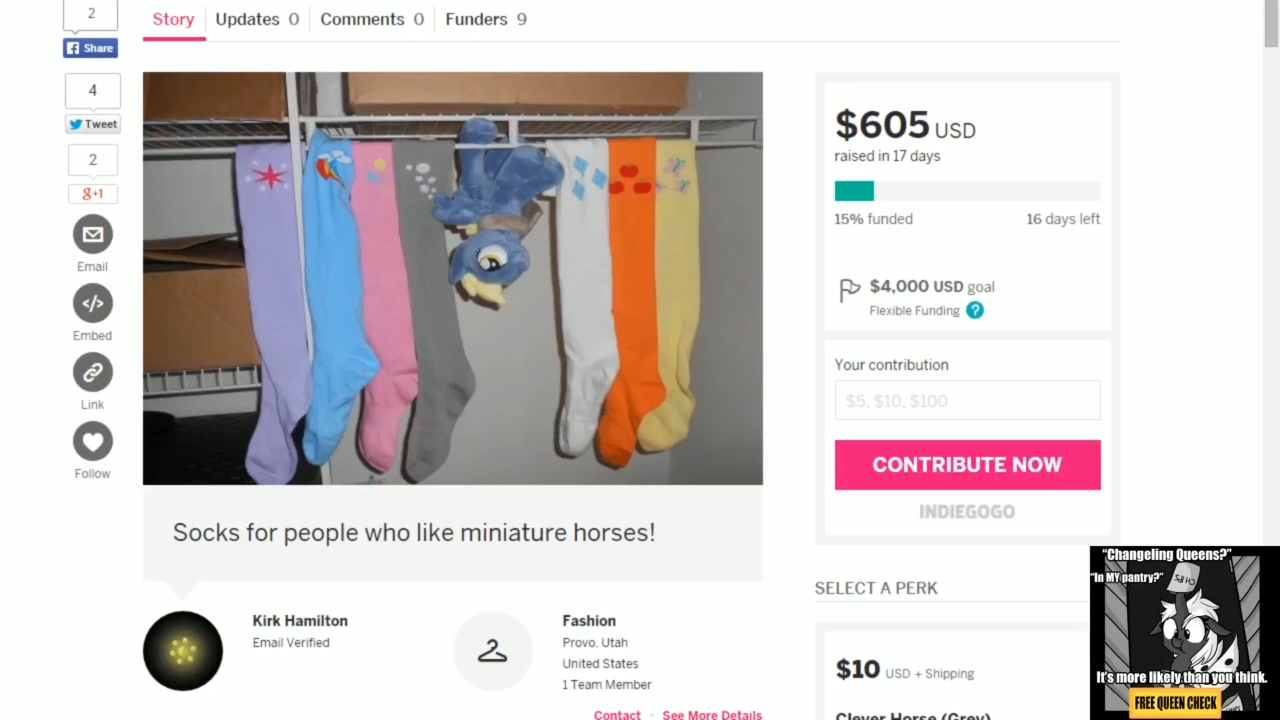 2
Share
4
Tweet
2
g+1
Email
Embed
Link
Follow
Story
Updates 0
Comments 0
Funders 9
Socks for people who like miniature horses!
Kirk Hamilton
Email Verified
Fashion
Provo, Utah
United States
1 Team Member
Contact · See More Details
$605 USD
raised in 17 days
15% funded
16 days left
$4,000 USD goal
Flexible Funding ?
Your contribution
$5, $10, $100
CONTRIBUTE NOW
INDIEGOGO
SELECT A PERK
$10 USD + Shipping
Clever Horse (Grey)
"Changeling Queens?"
"In MY pantry?"
It's more likely than you think.
FREE QUEEN CHECK